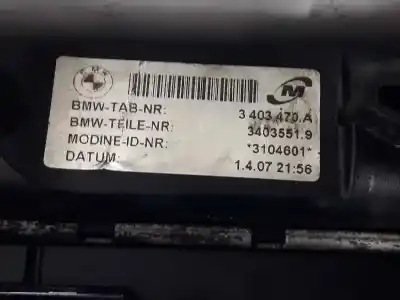 BMW
M
BMW-TAB-NR: 3 403 470.A
BMW-TEILE-NR: 3403551.9
MODINE-ID-NR: *3104601*
DATUM: 1.4.07 21:56